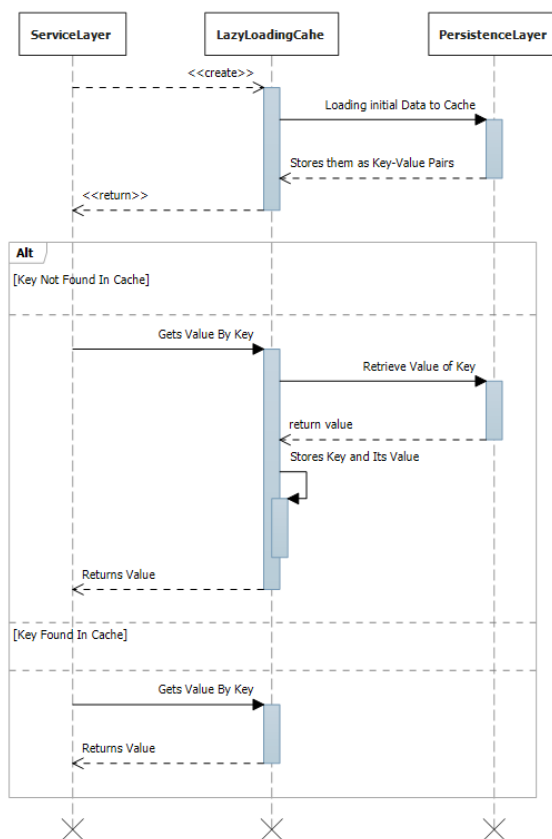 ServiceLayer
LazyLoadingCahe
PersistenceLayer
<<create>>
Loading initial Data to Cache
Stores them as Key-Value Pairs
<<return>>
Alt
[Key Not Found In Cache]
Gets Value By Key
Retrieve Value of Key
return value
Stores Key and Its Value
Returns Value
[Key Found In Cache]
Gets Value By Key
Returns Value